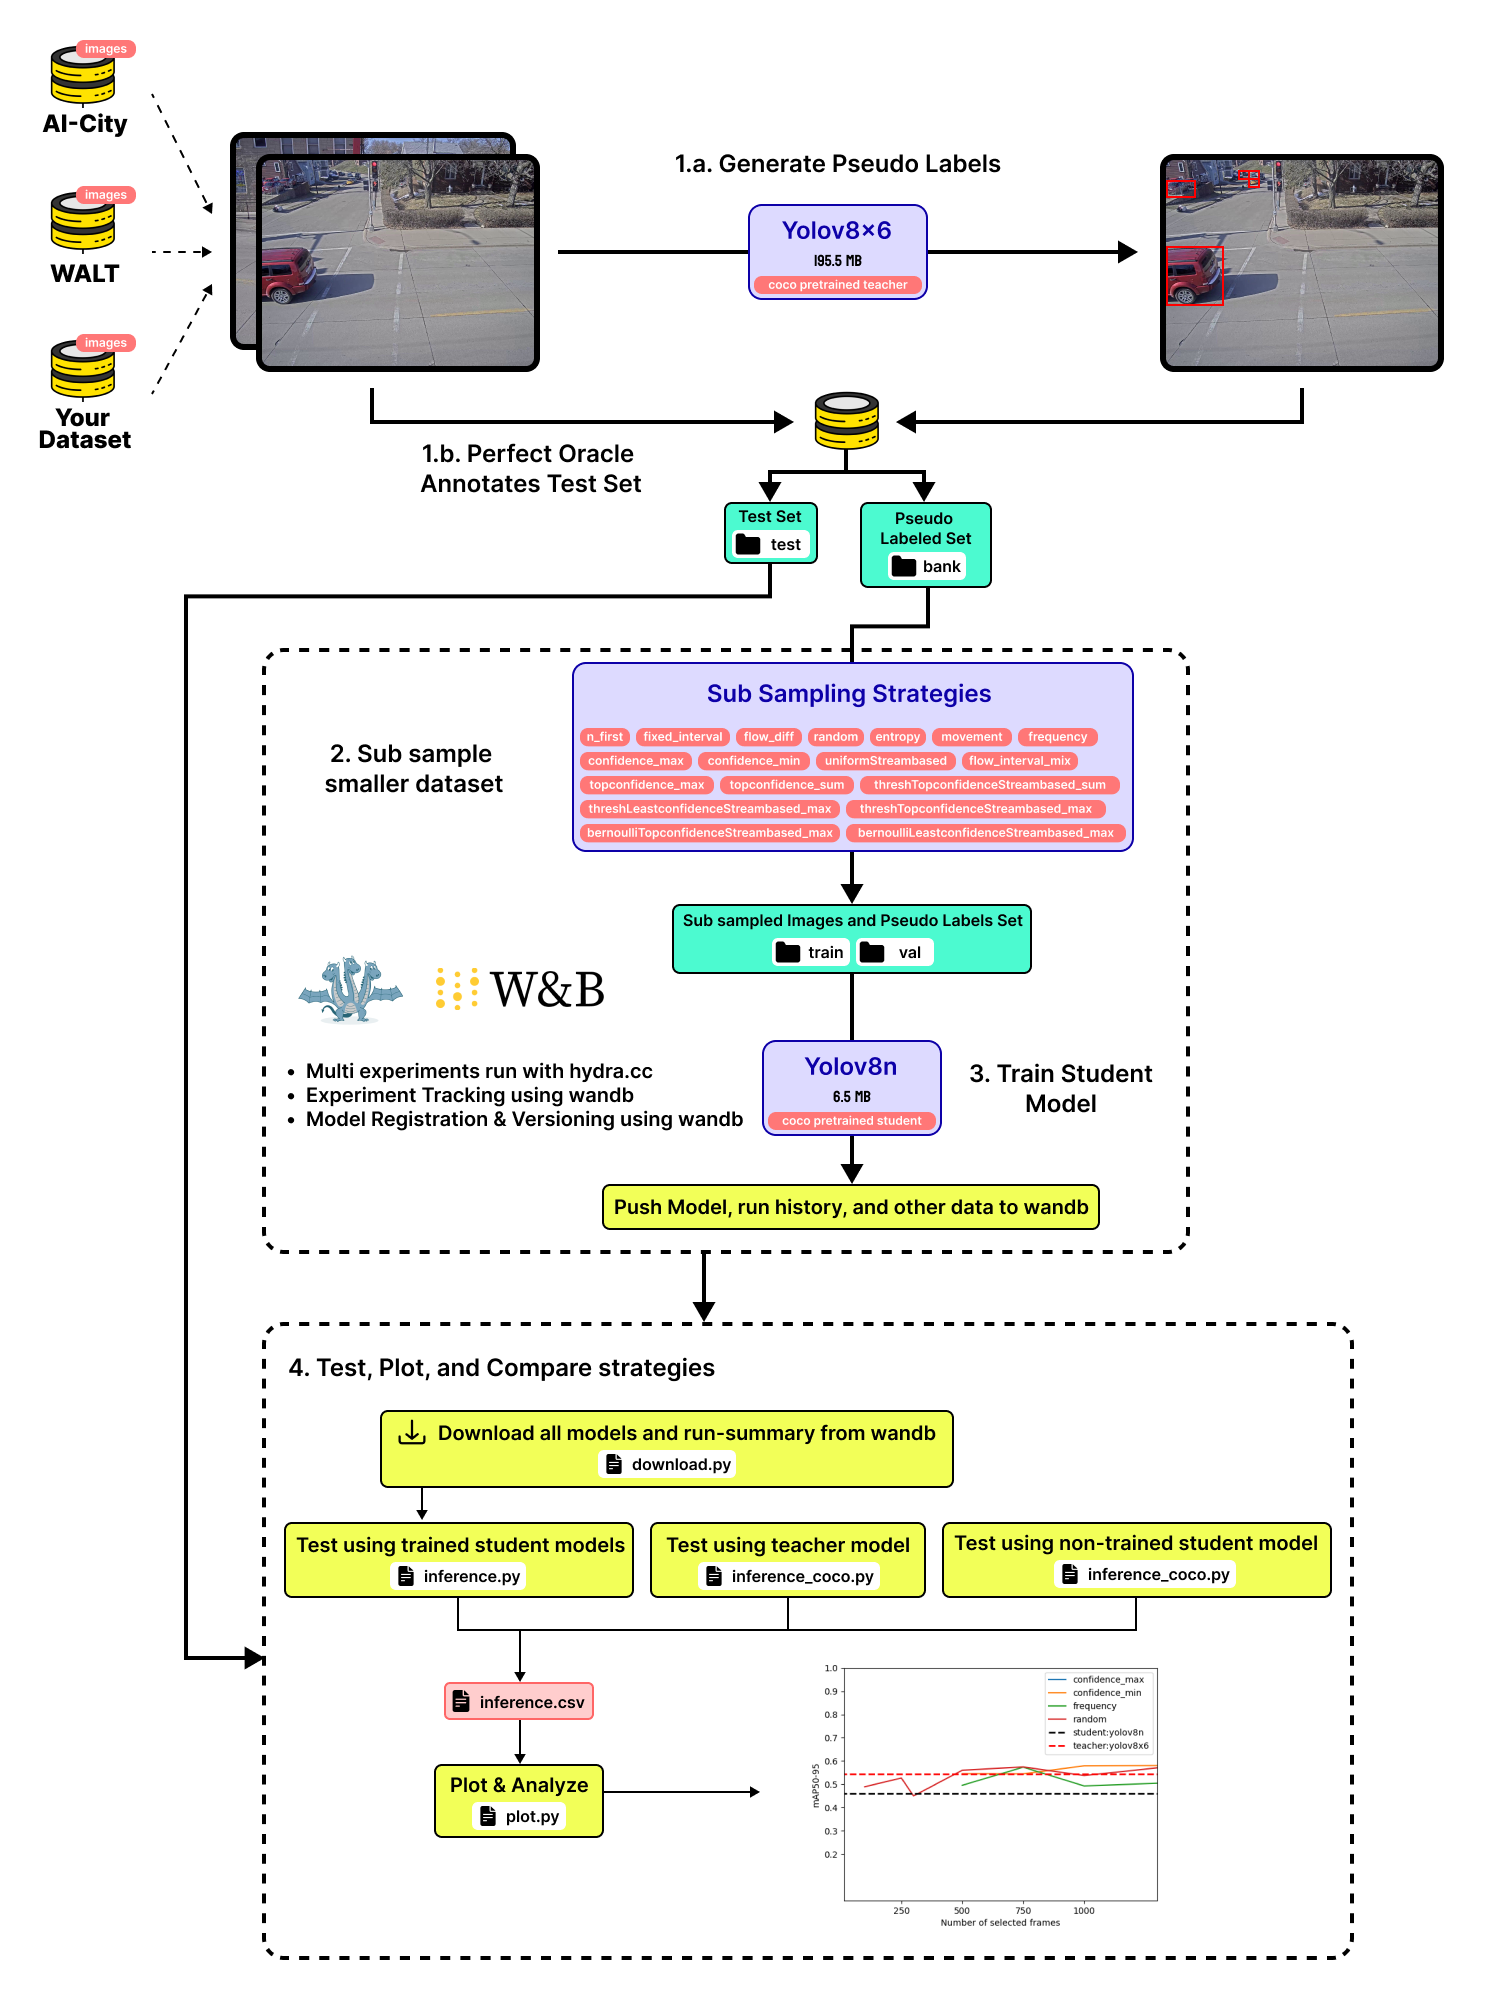 images
AI-City
images
WALT
images
Your
Dataset
1.a. Generate Pseudo Labels
Yolov8×6
195.5 MB
coco pretrained teacher
1.b. Perfect Oracle
Annotates Test Set
Test Set
test
Pseudo
Labeled Set
bank
2. Sub sample
smaller dataset
Sub Sampling Strategies
n_first fixed_interval flow_diff random entropy movement frequency
confidence_max confidence_min uniformStreambased flow_interval_mix
topconfidence_max topconfidence_sum threshTopconfidenceStreambased_sum
threshLeastconfidenceStreambased_max threshTopconfidenceStreambased_max
bernoulliTopconfidenceStreambased_max bernoulliLeastconfidenceStreambased_max
Sub sampled Images and Pseudo Labels Set
train val
W&B
• Multi experiments run with hydra.cc
• Experiment Tracking using wandb
• Model Registration & Versioning using wandb
Yolov8n
6.5 MB
coco pretrained student
3. Train Student
Model
Push Model, run history, and other data to wandb
4. Test, Plot, and Compare strategies
Download all models and run-summary from wandb
download.py
Test using trained student models
inference.py
Test using teacher model
inference_coco.py
Test using non-trained student model
inference_coco.py
inference.csv
Plot & Analyze
plot.py
1.0
0.9
0.8
0.7
0.6
0.5
0.4
0.3
0.2
mAP50-95
confidence_max
confidence_min
frequency
random
student:yolov8n
teacher:yolov8x6
250 500 750 1000
Number of selected frames